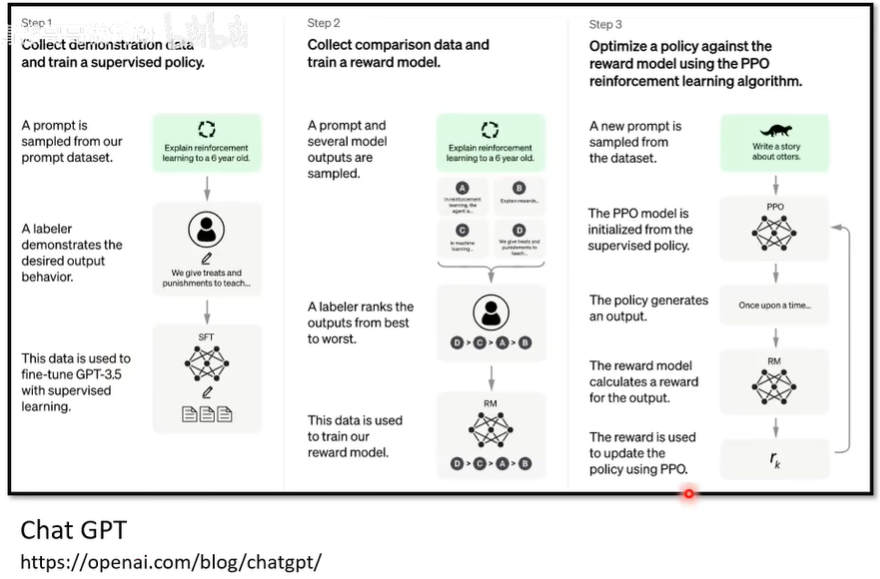 Step 1
Collect demonstration data
and train a supervised policy.
A prompt is
sampled from our
prompt dataset.
Explain reinforcement
learning to a 6 year old.
A labeler
demonstrates the
desired output
behavior.
We give treats and
punishments to teach...
This data is used to
fine-tune GPT-3.5
with supervised
learning.
SFT
Step 2
Collect comparison data and
train a reward model.
A prompt and
several model
outputs are
sampled.
Explain reinforcement
learning to a 6 year old.
A
In reinforcement
learning, the
agent is...
B
Explain rewards...
C
In machine
learning...
D
We give treats and
punishments to
teach...
A labeler ranks the
outputs from best
to worst.
D > C > A > B
This data is used
to train our
reward model.
RM
D > C > A > B
Step 3
Optimize a policy against the
reward model using the PPO
reinforcement learning algorithm.
A new prompt is
sampled from
the dataset.
Write a story
about otters.
The PPO model is
initialized from the
supervised policy.
PPO
The policy generates
an output.
Once upon a time...
The reward model
calculates a reward
for the output.
RM
The reward is used
to update the
policy using PPO.
rk
Chat GPT
https://openai.com/blog/chatgpt/